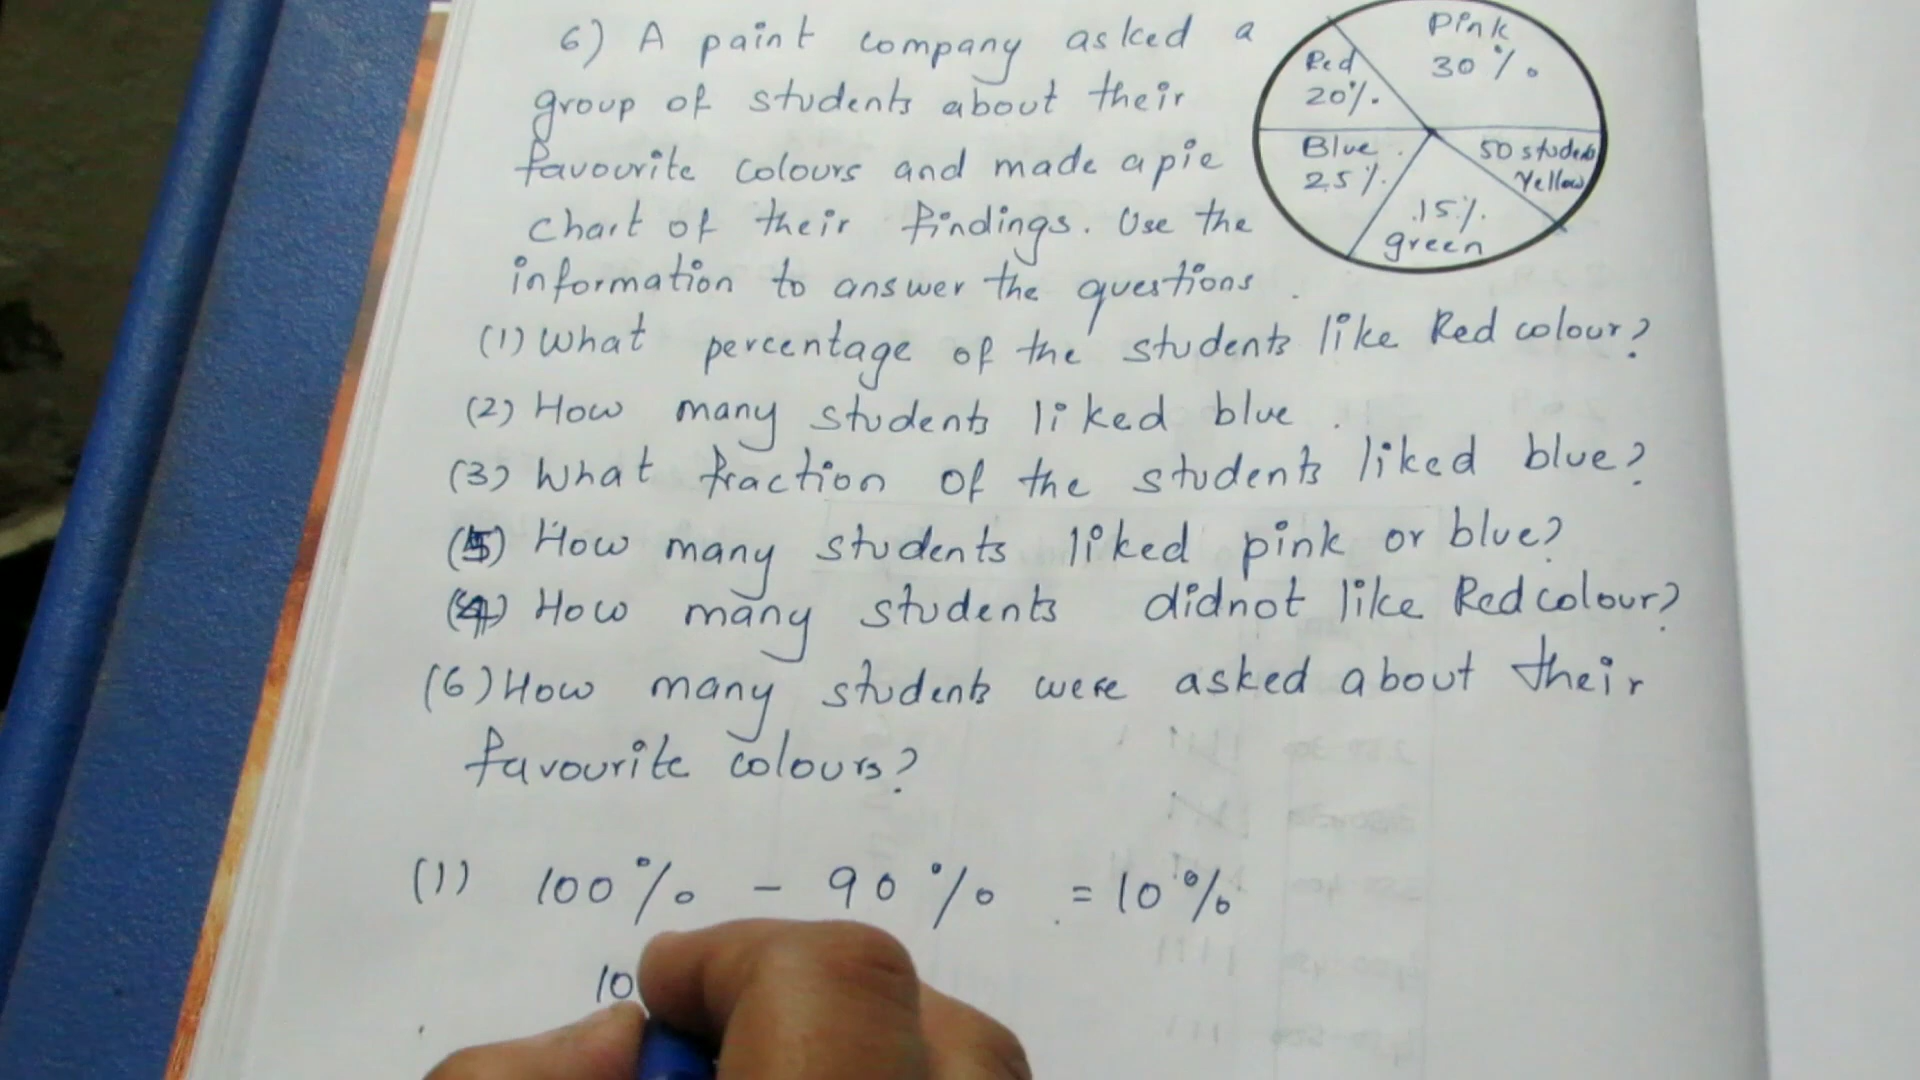 6) A paint company asked a
group of students about their
favourite colours and made a pie
chart of their findings. Use the
information to answer the questions.
Pink
30%
Red
20%
Blue
25%
50 students
Yellow
15%
green
(1) What percentage of the students like Red colour?
(2) How many students liked blue.
(3) What fraction of the students liked blue?
(5) How many students liked pink or blue?
(4) How many students didnot like Red colour?
(6) How many students were asked about their
favourite colours?
(1) 100% - 90% = 10%
10